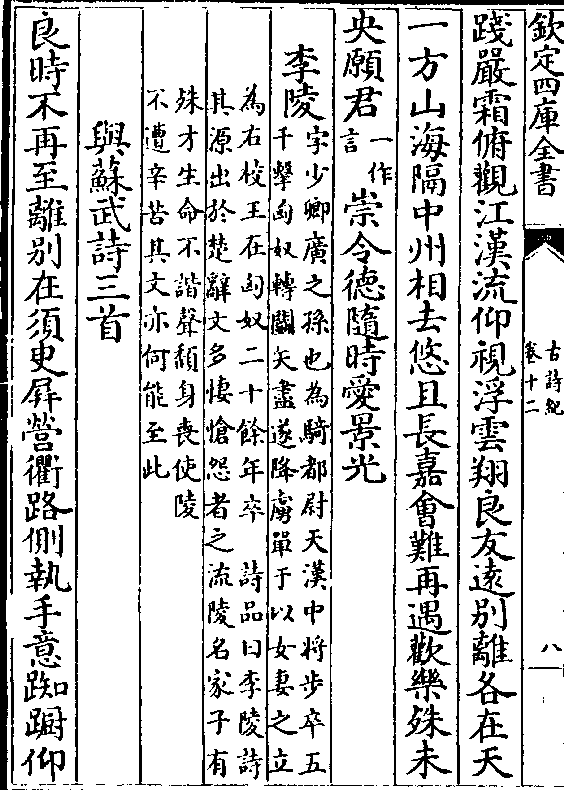 欽定四庫全書
古詩紀
卷十二
八
踐嚴霜俯觀江漢流仰視浮雲翔良友遠別離各在天
一方山海隔中州相去悠且長嘉會難再遇歡樂殊未
央願君一作言崇令德隨時愛景光
李陵字少卿廣之孫也為騎都尉天漢中將步卒五
千擊匈奴轉鬭矢盡遂降虜單于以女妻之立
為右校王在匈奴二十餘年卒 詩品曰李陵詩
其源出於楚辭文多悽愴怨者之流陵名家子有
殊才生命不諧聲頽身喪使陵
不遭辛苦其文亦何能至此
與蘇武詩三首
良時不再至離別在須臾屏營衢路側執手意踟躕仰